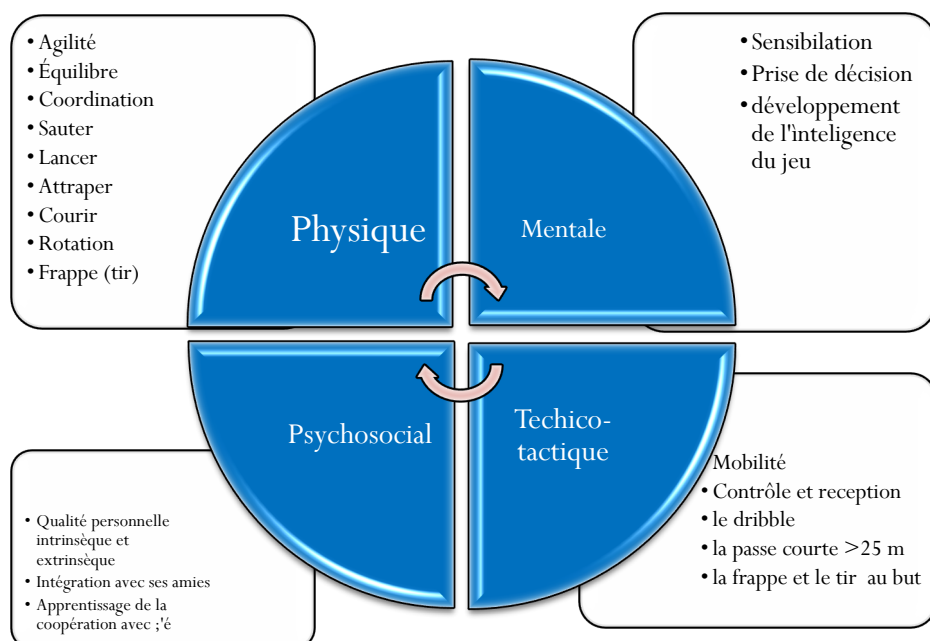 • Agilité
• Équilibre
• Coordination
• Sauter
• Lancer
• Attraper
• Courir
• Rotation
• Frappe (tir)
• Sensibilation
• Prise de décision
• développement
de l'ìnteligence
du jeu
Physique
Mentale
Psychosocial
Techico-
tactique
• Qualité personnelle
intrinsèque et
extrinsèque
• Intégration avec ses amies
• Apprentissage de la
coopération avec ;'é
Mobilité
• Contrôle et reception
• le dribble
• la passe courte >25 m
• la frappe et le tir au but